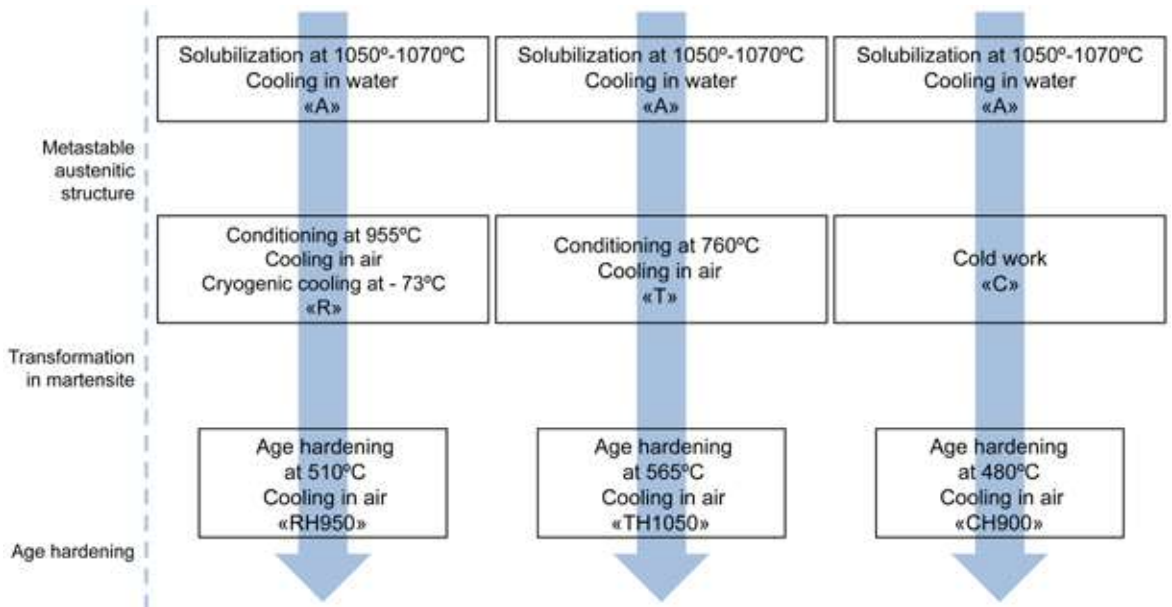 Solubilization at 1050º-1070ºC
Cooling in water
«A»
Solubilization at 1050º-1070ºC
Cooling in water
«A»
Solubilization at 1050º-1070ºC
Cooling in water
«A»
Metastable
austenitic
structure
Conditioning at 955ºC
Cooling in air
Cryogenic cooling at - 73ºC
«R»
Conditioning at 760ºC
Cooling in air
«T»
Cold work
«C»
Transformation
in martensite
Age hardening
at 510ºC
Cooling in air
«RH950»
Age hardening
at 565ºC
Cooling in air
«TH1050»
Age hardening
at 480ºC
Cooling in air
«CH900»
Age hardening